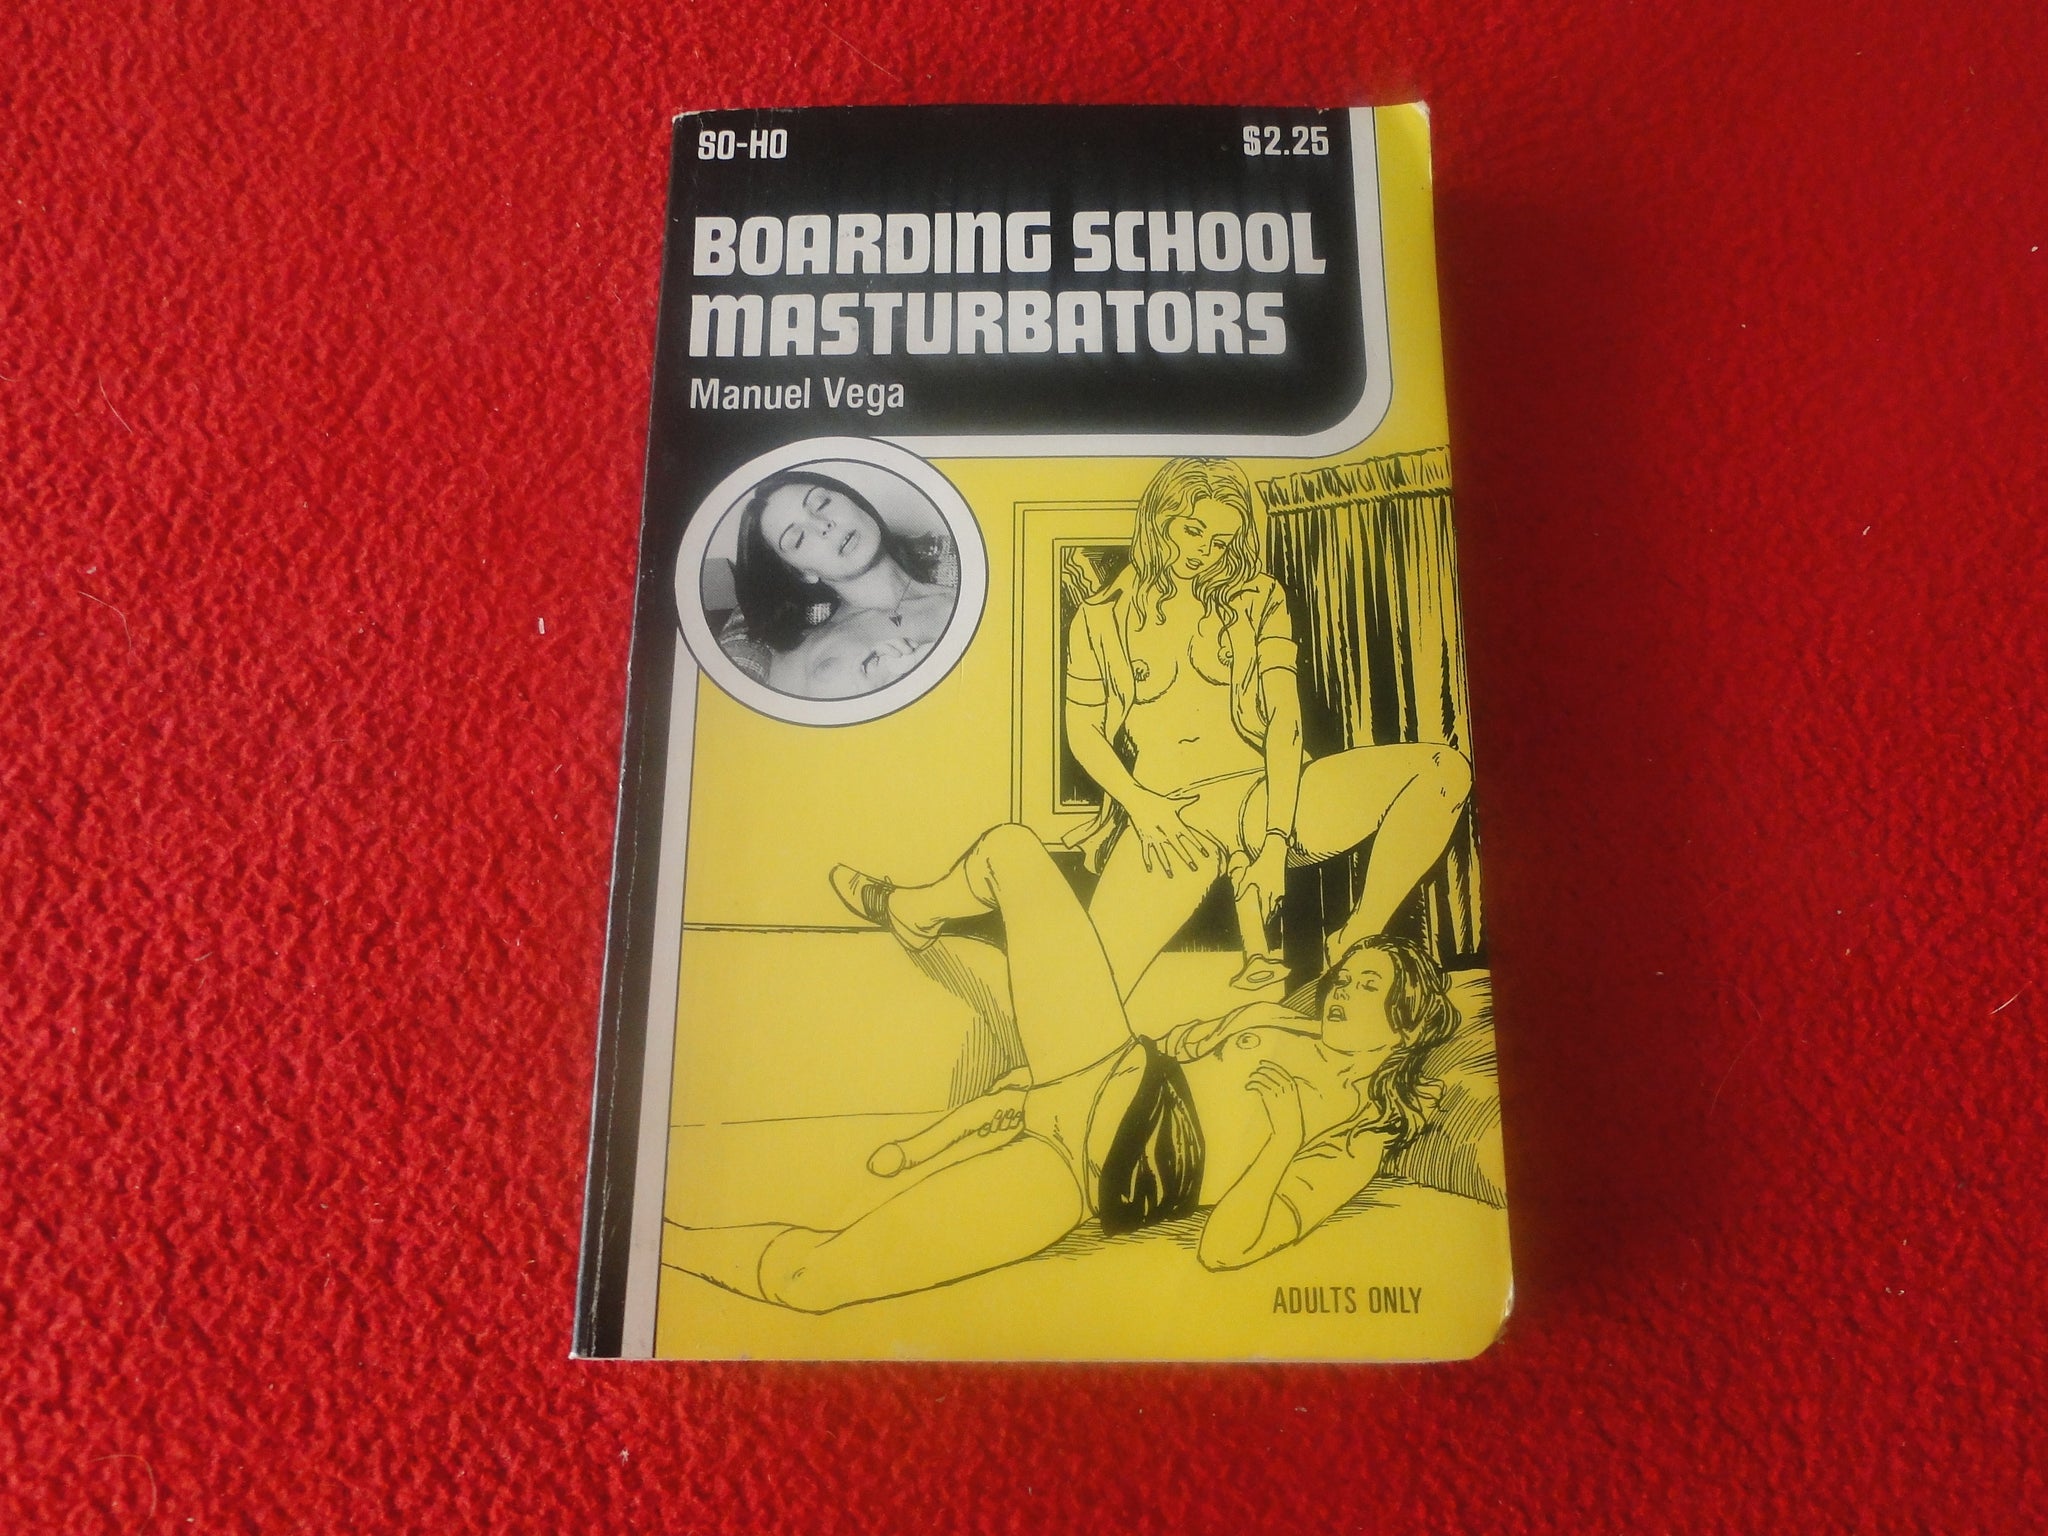 SO-HO
$2.25
BOARDING SCHOOL
MASTURBATORS
Manuel Vega
ADULTS ONLY